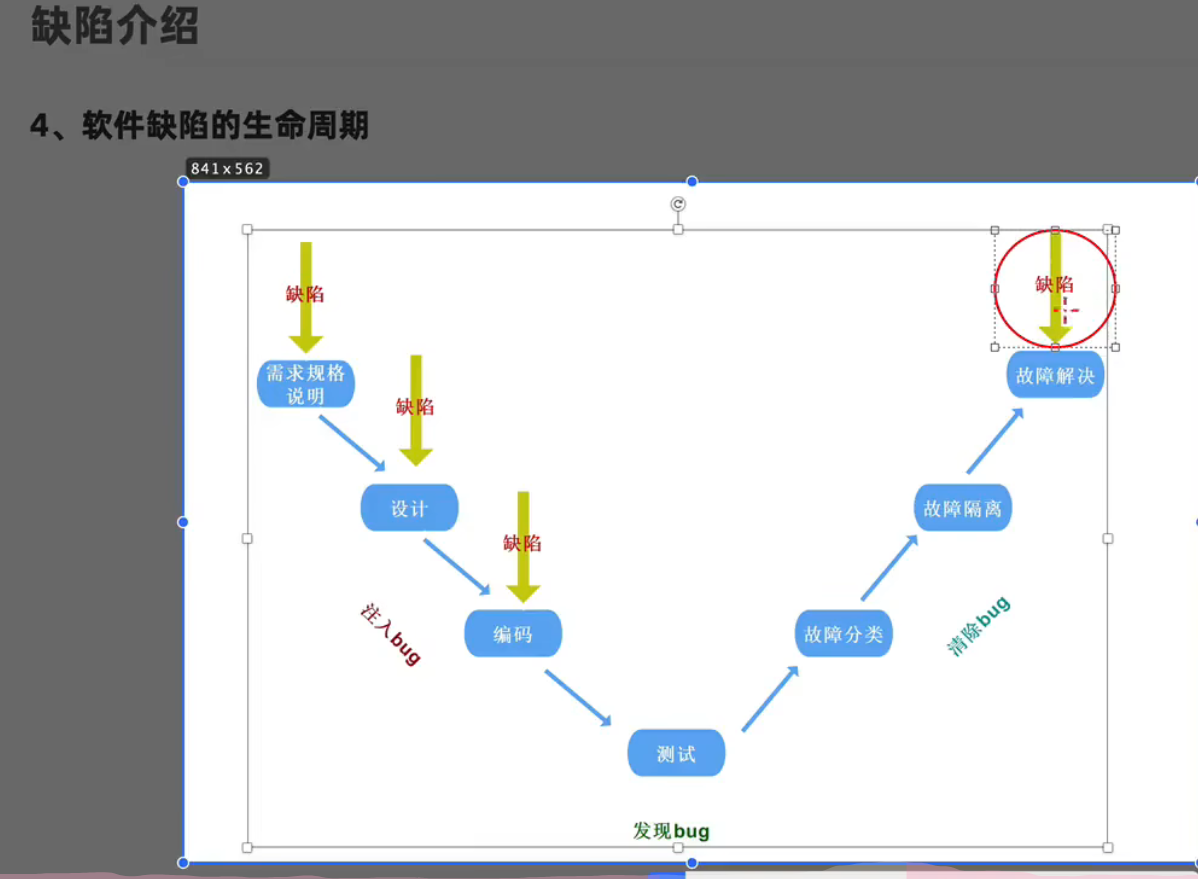 缺陷介绍
4、软件缺陷的生命周期
841x562
缺陷
缺陷
需求规格
说明
故障解决
缺陷
设计
故障隔离
缺陷
编码
故障分类
注入bug
清除bug
测试
发现bug